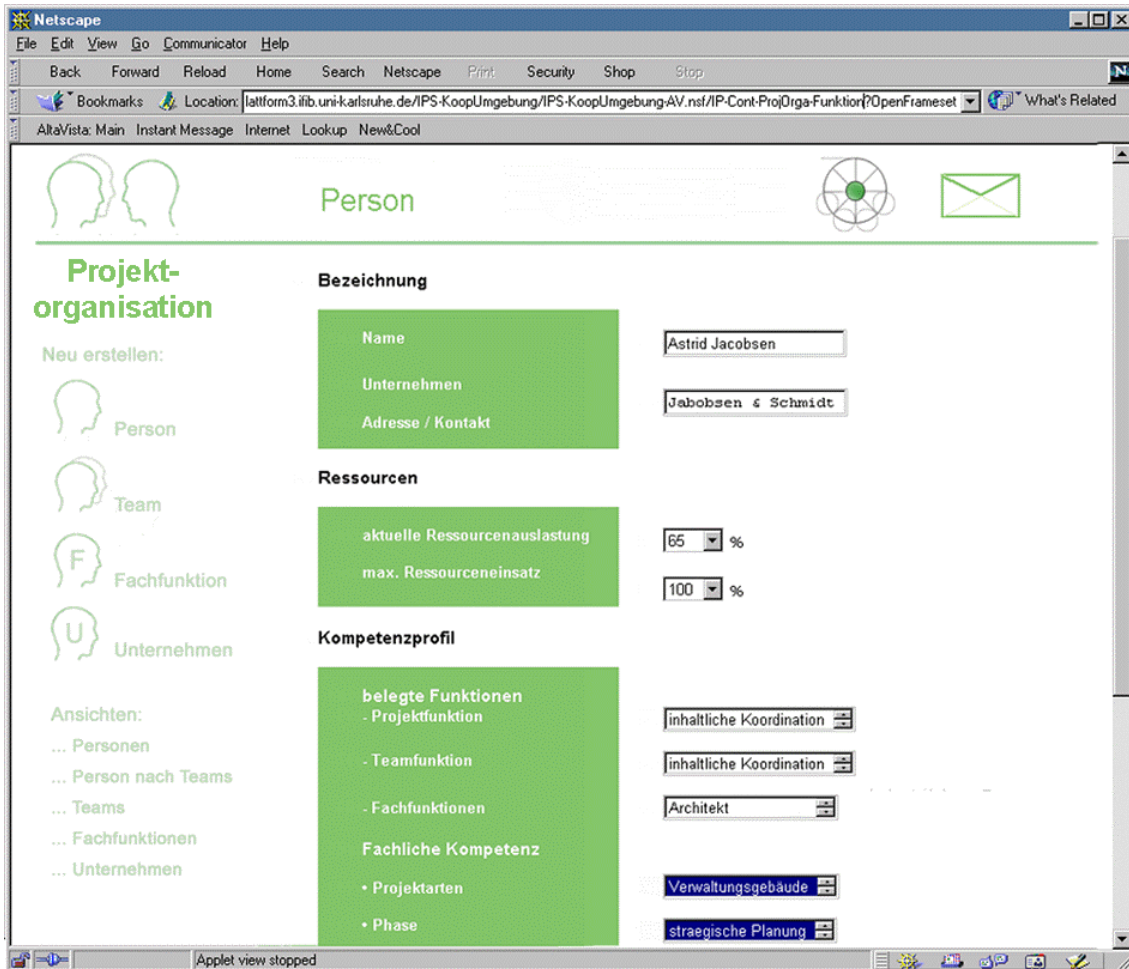 Netscape
File Edit View Go Communicator Help
Back Forward Reload Home Search Netscape Print Security Shop Stop
N
Bookmarks Location: lattform3.ifib.uni-karlsruhe.de/IPS-KoopUmgebung/IPS-KoopUmgebung-AV.nsf/IP-Cont-ProjOrga-Funktion?OpenFrameset What's Related
AltaVista: Main Instant Message Internet Lookup New&Cool
Person
Projekt-
organisation
Neu erstellen:
Person
Team
F Fachfunktion
U Unternehmen
Ansichten:
... Personen
... Person nach Teams
... Teams
... Fachfunktionen
... Unternehmen
Bezeichnung
Name Astrid Jacobsen
Unternehmen Jabobsen & Schmidt
Adresse / Kontakt
Ressourcen
aktuelle Ressourcenauslastung 65 %
max. Ressourceneinsatz 100 %
Kompetenzprofil
belegte Funktionen
- Projektfunktion inhaltliche Koordination
- Teamfunktion inhaltliche Koordination
- Fachfunktionen Architekt
Fachliche Kompetenz
• Projektarten Verwaltungsgebäude
• Phase straegische Planung
Applet view stopped